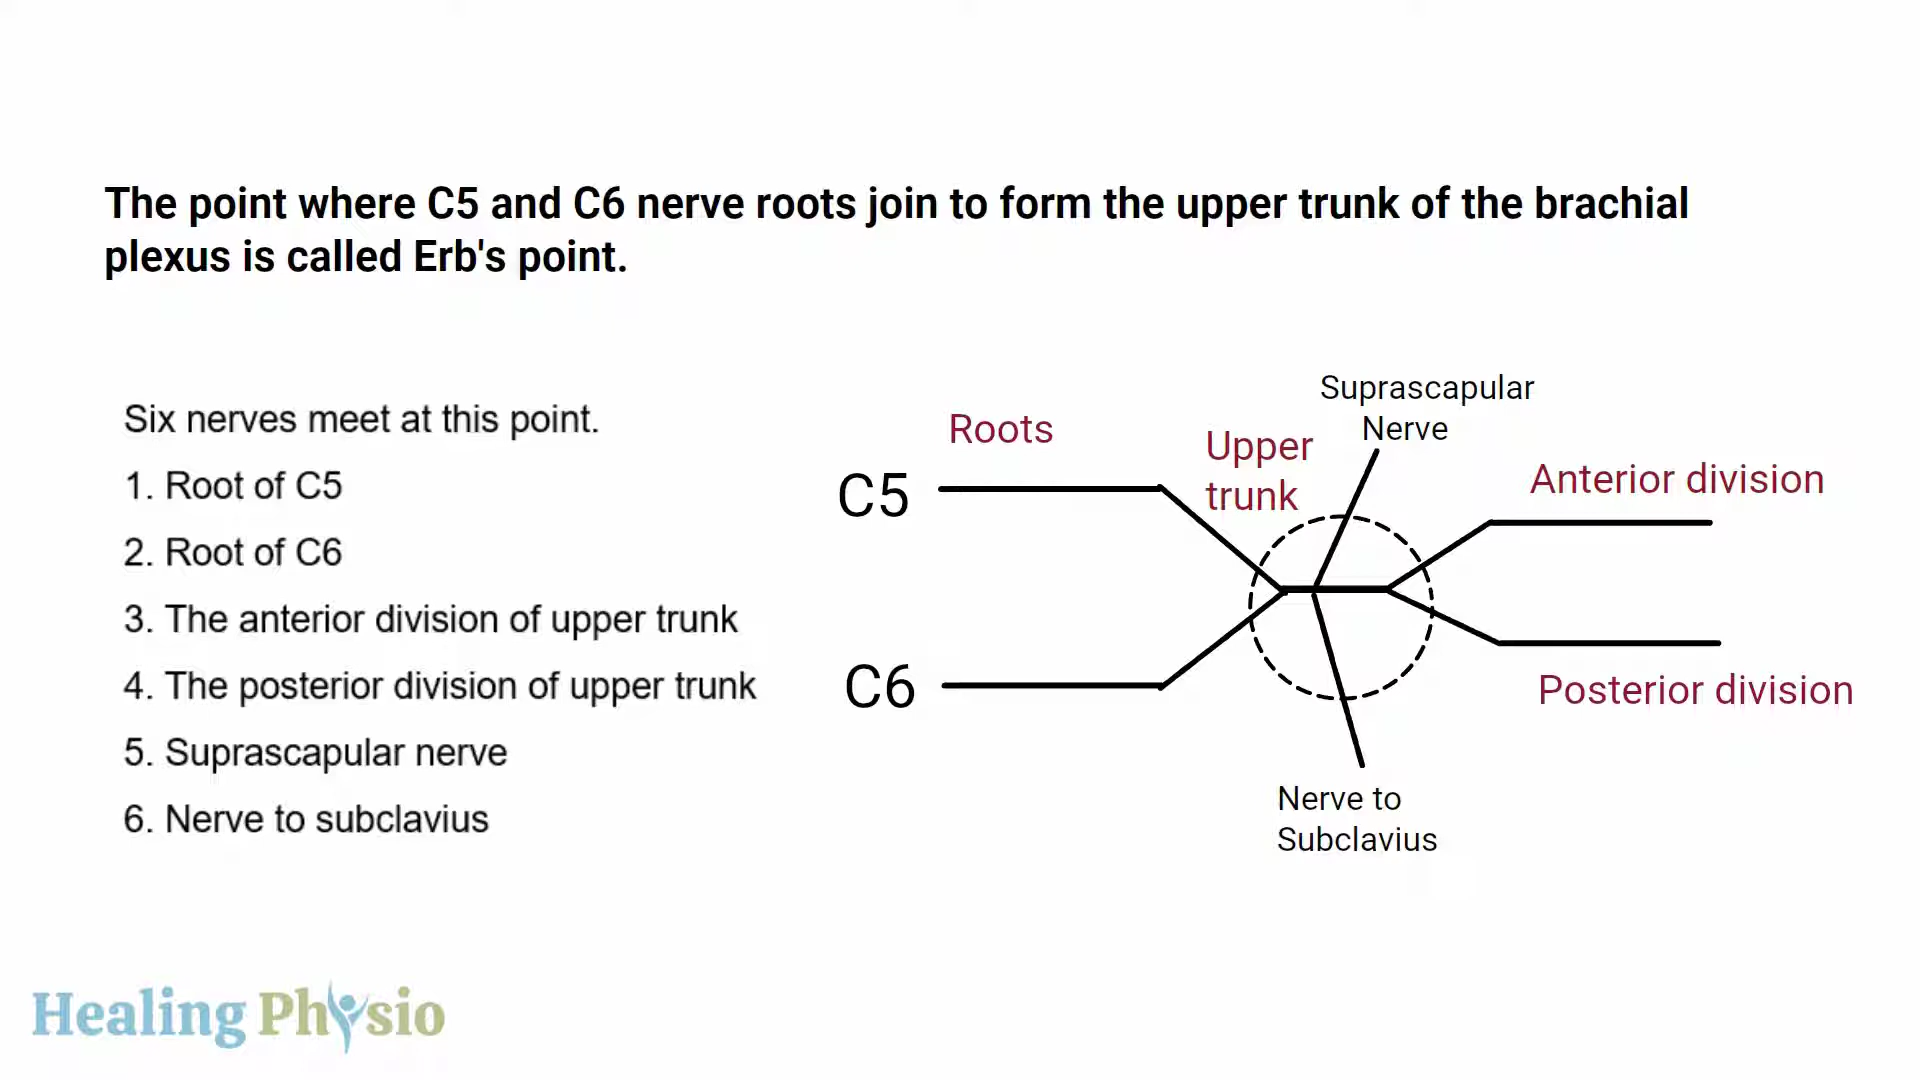 The point where C5 and C6 nerve roots join to form the upper trunk of the brachial
plexus is called Erb's point.
Six nerves meet at this point.
1. Root of C5
2. Root of C6
3. The anterior division of upper trunk
4. The posterior division of upper trunk
5. Suprascapular nerve
6. Nerve to subclavius
Roots
C5
C6
Upper
trunk
Suprascapular
Nerve
Anterior division
Posterior division
Nerve to
Subclavius
Healing Physio